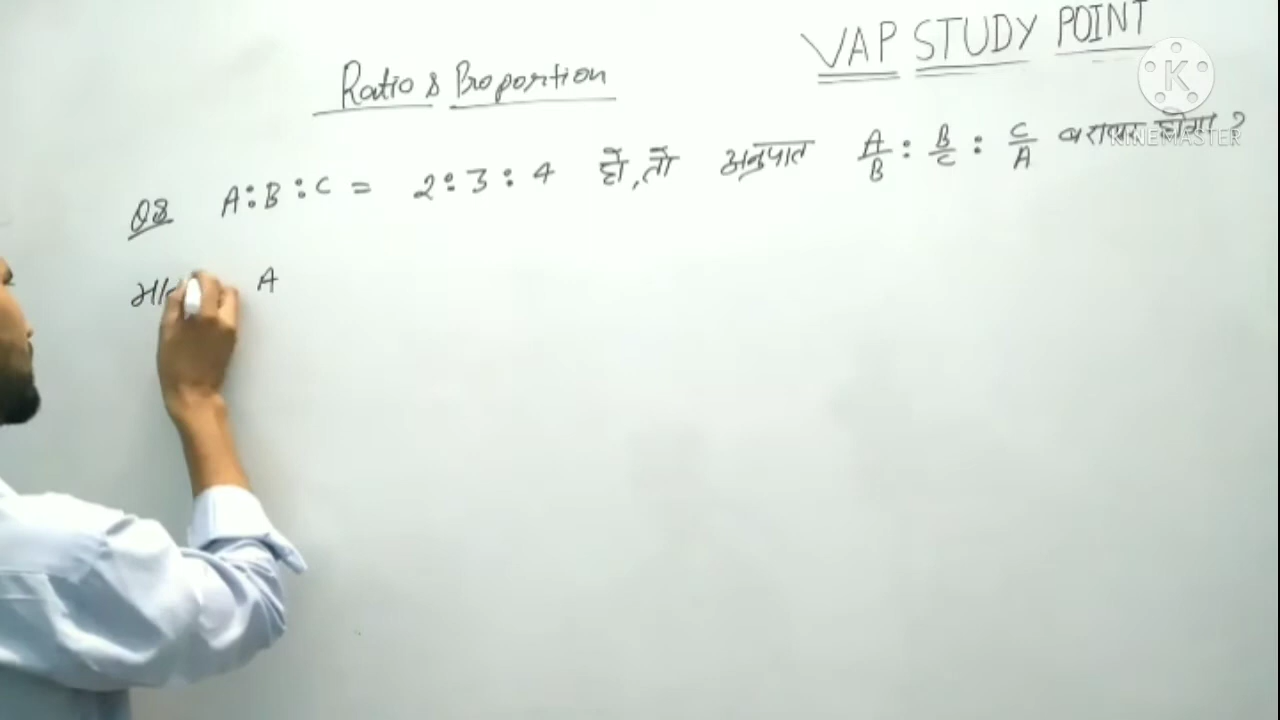 VAP STUDY POINT
Ratio & Proportion
K
KINEMASTER
Q8 A:B:C = 2:3:4 हो, तो अनुपात A/B : B/C : C/A बराबर होगा ?
A